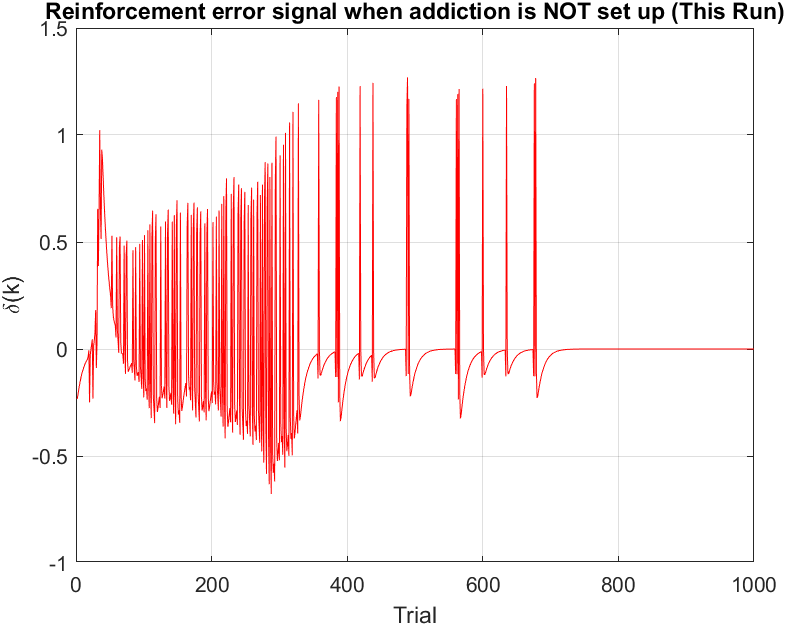 Reinforcement error signal when addiction is NOT set up (This Run)
1.5
1
0.5
0
-0.5
-1
δ(k)
0 200 400 600 800 1000
Trial